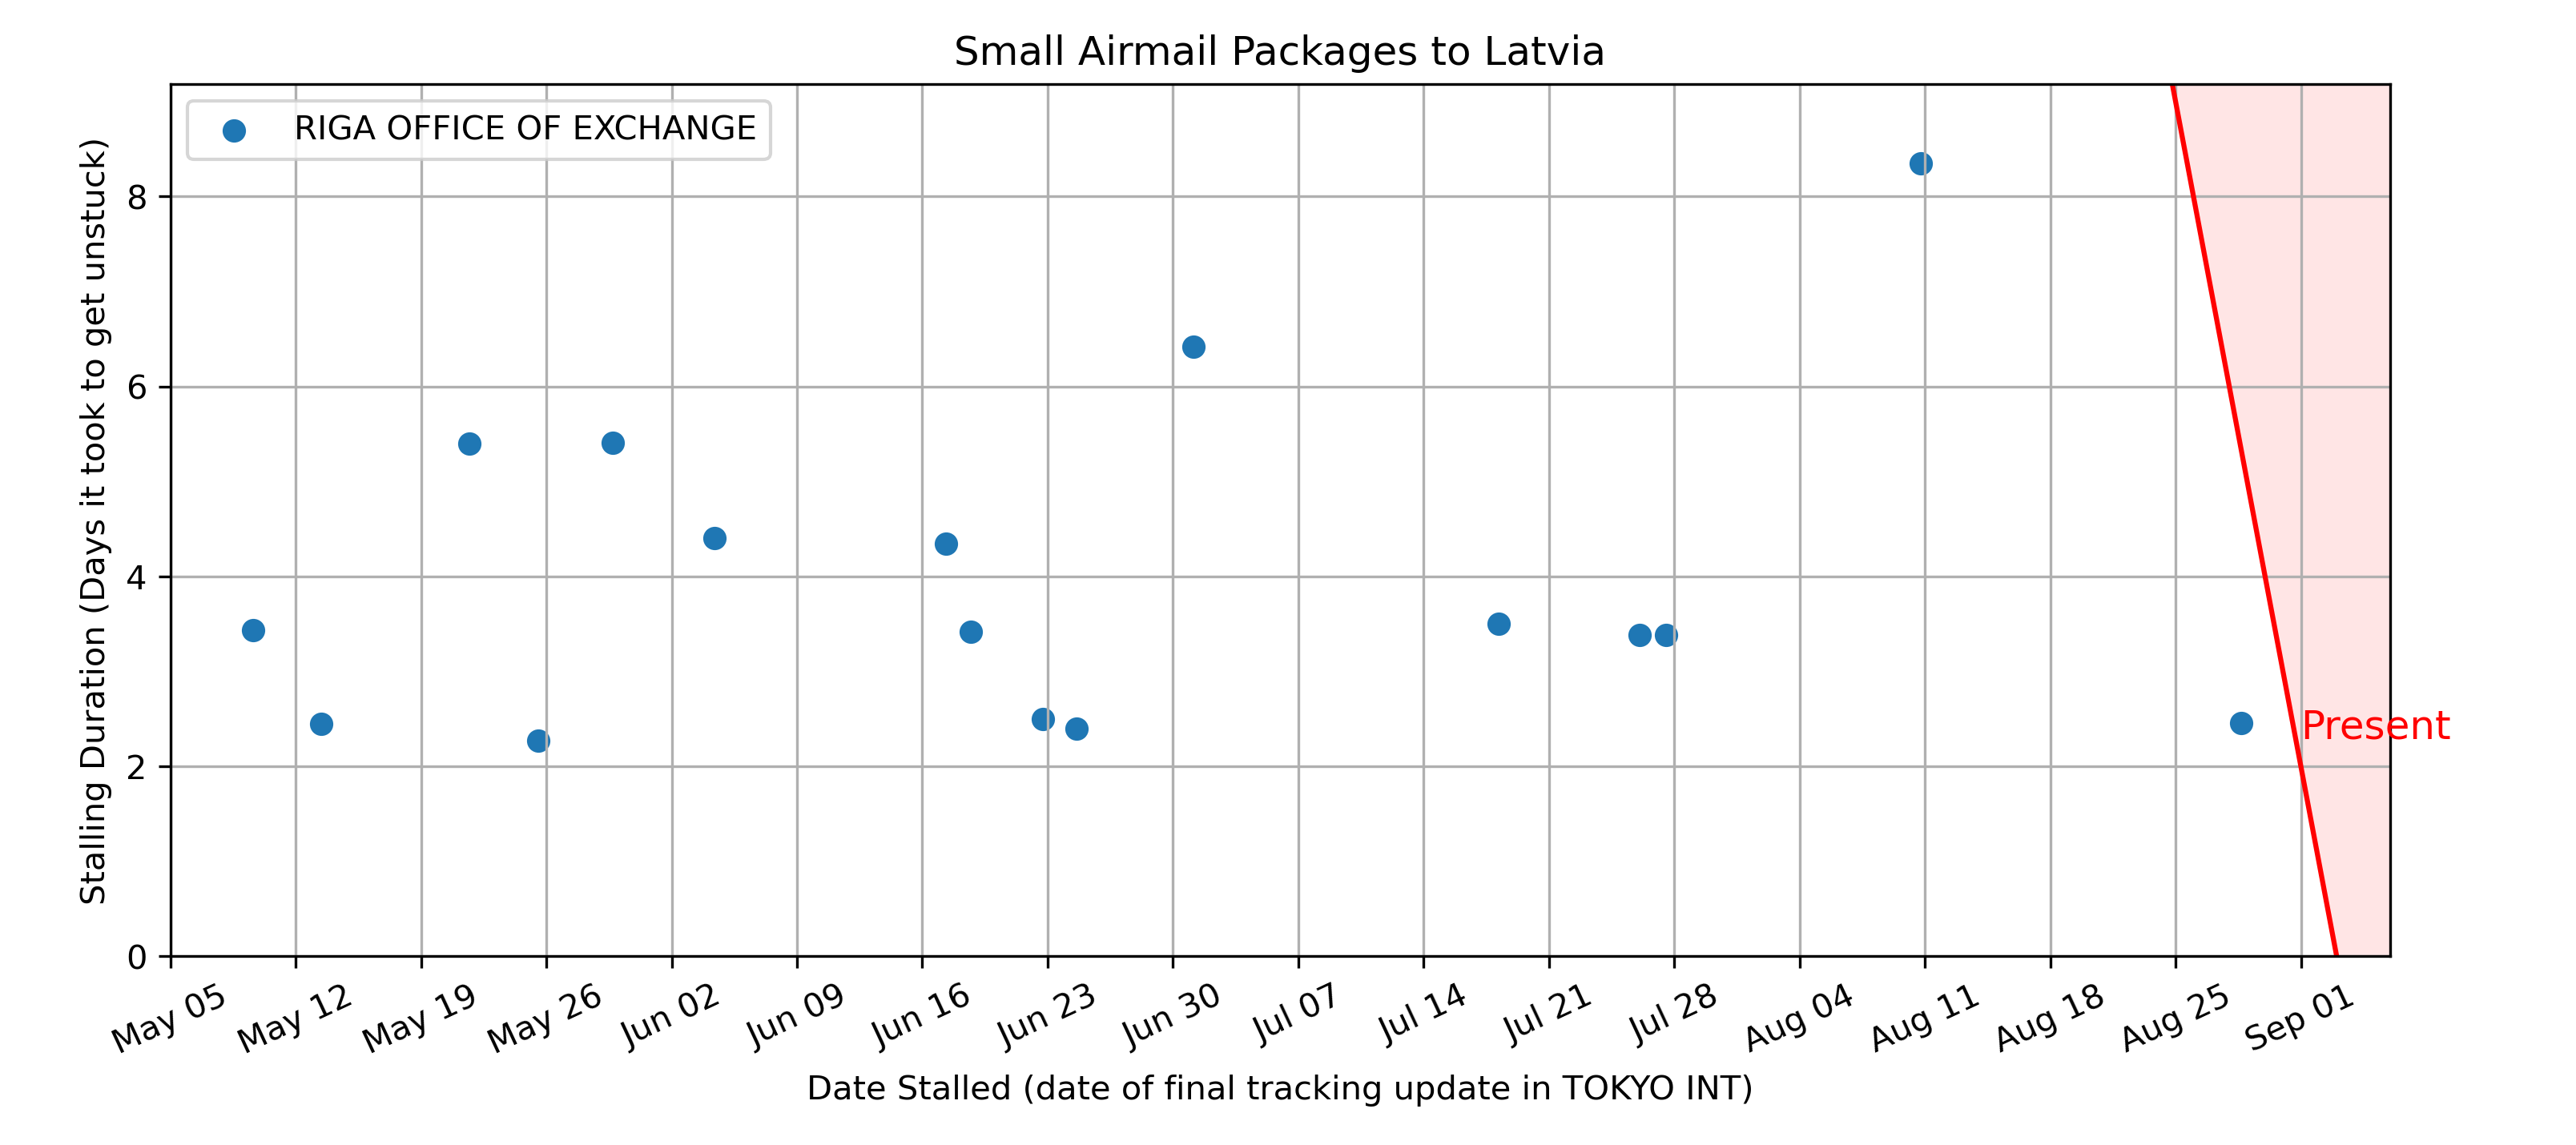 Small Airmail Packages to Latvia
RIGA OFFICE OF EXCHANGE
Stalling Duration (Days it took to get unstuck)
8
6
4
2
0
Present
May 05
May 12
May 19
May 26
Jun 02
Jun 09
Jun 16
Jun 23
Jun 30
Jul 07
Jul 14
Jul 21
Jul 28
Aug 04
Aug 11
Aug 18
Aug 25
Sep 01
Date Stalled (date of final tracking update in TOKYO INT)